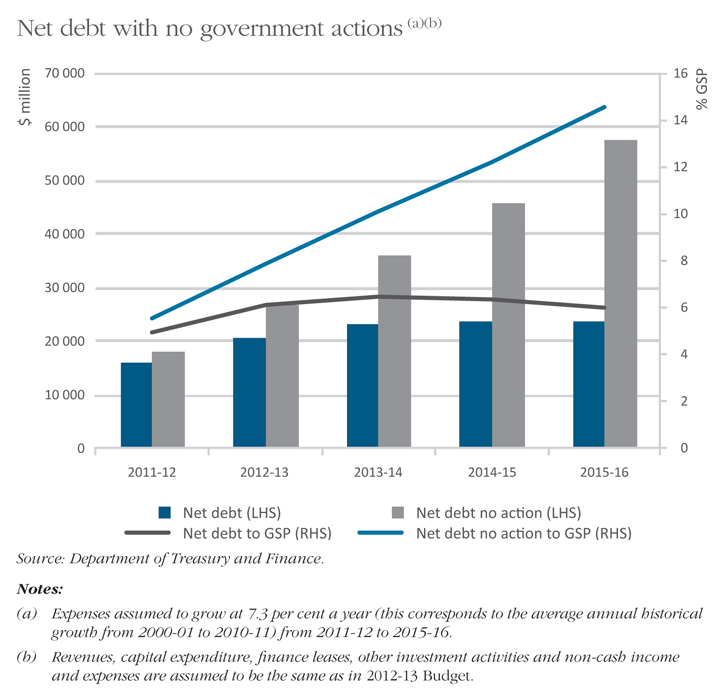 Net debt with no government actions (a)(b)
$ million
% GSP
70 000
60 000
50 000
40 000
30 000
20 000
10 000
0
16
14
12
10
8
6
4
2
0
2011-12
2012-13
2013-14
2014-15
2015-16
Net debt (LHS)
Net debt no action (LHS)
Net debt to GSP (RHS)
Net debt no action to GSP (RHS)
Source: Department of Treasury and Finance.
Notes:
(a) Expenses assumed to grow at 7.3 per cent a year (this corresponds to the average annual historical
growth from 2000-01 to 2010-11) from 2011-12 to 2015-16.
(b) Revenues, capital expenditure, finance leases, other investment activities and non-cash income
and expenses are assumed to be the same as in 2012-13 Budget.